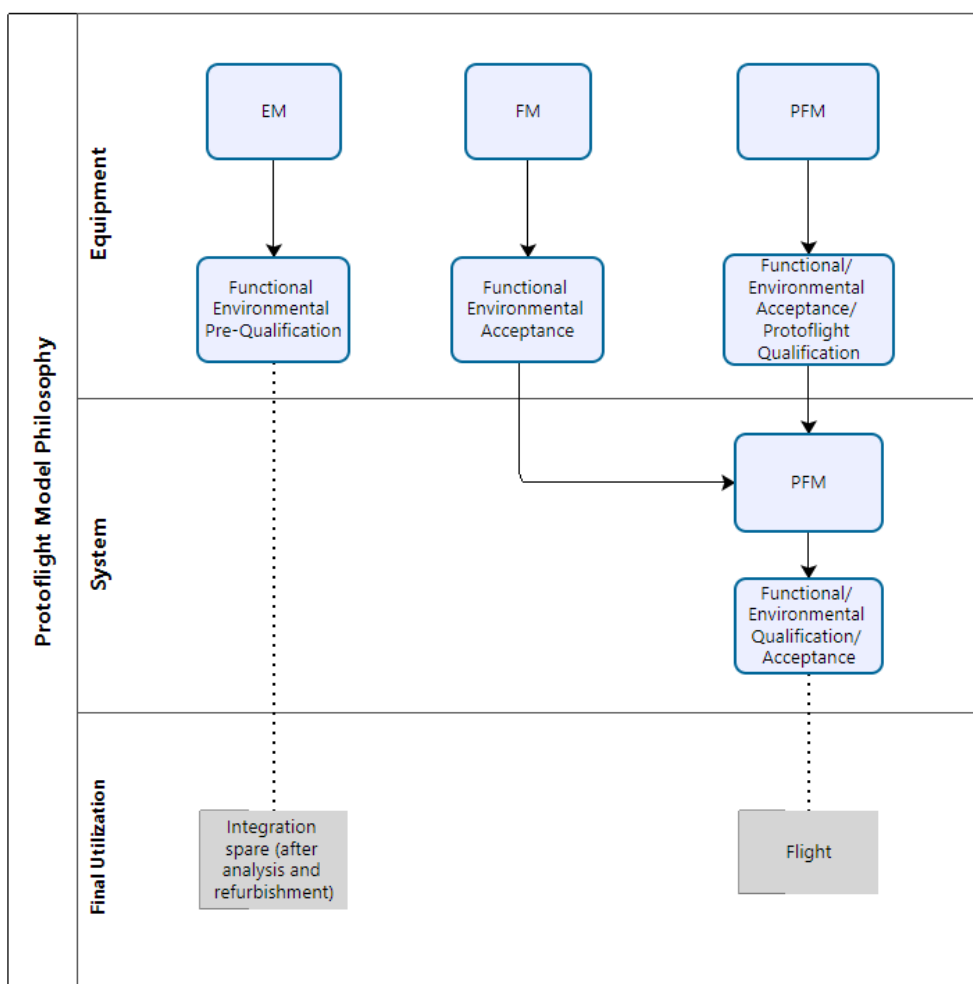 Protoflight Model Philosophy
Equipment
EM
FM
PFM
Functional
Environmental
Pre-Qualification
Functional
Environmental
Acceptance
Functional/
Environmental
Acceptance/
Protoflight
Qualification
System
PFM
Functional/
Environmental
Qualification/
Acceptance
Final Utilization
Integration
spare (after
analysis and
refurbishment)
Flight